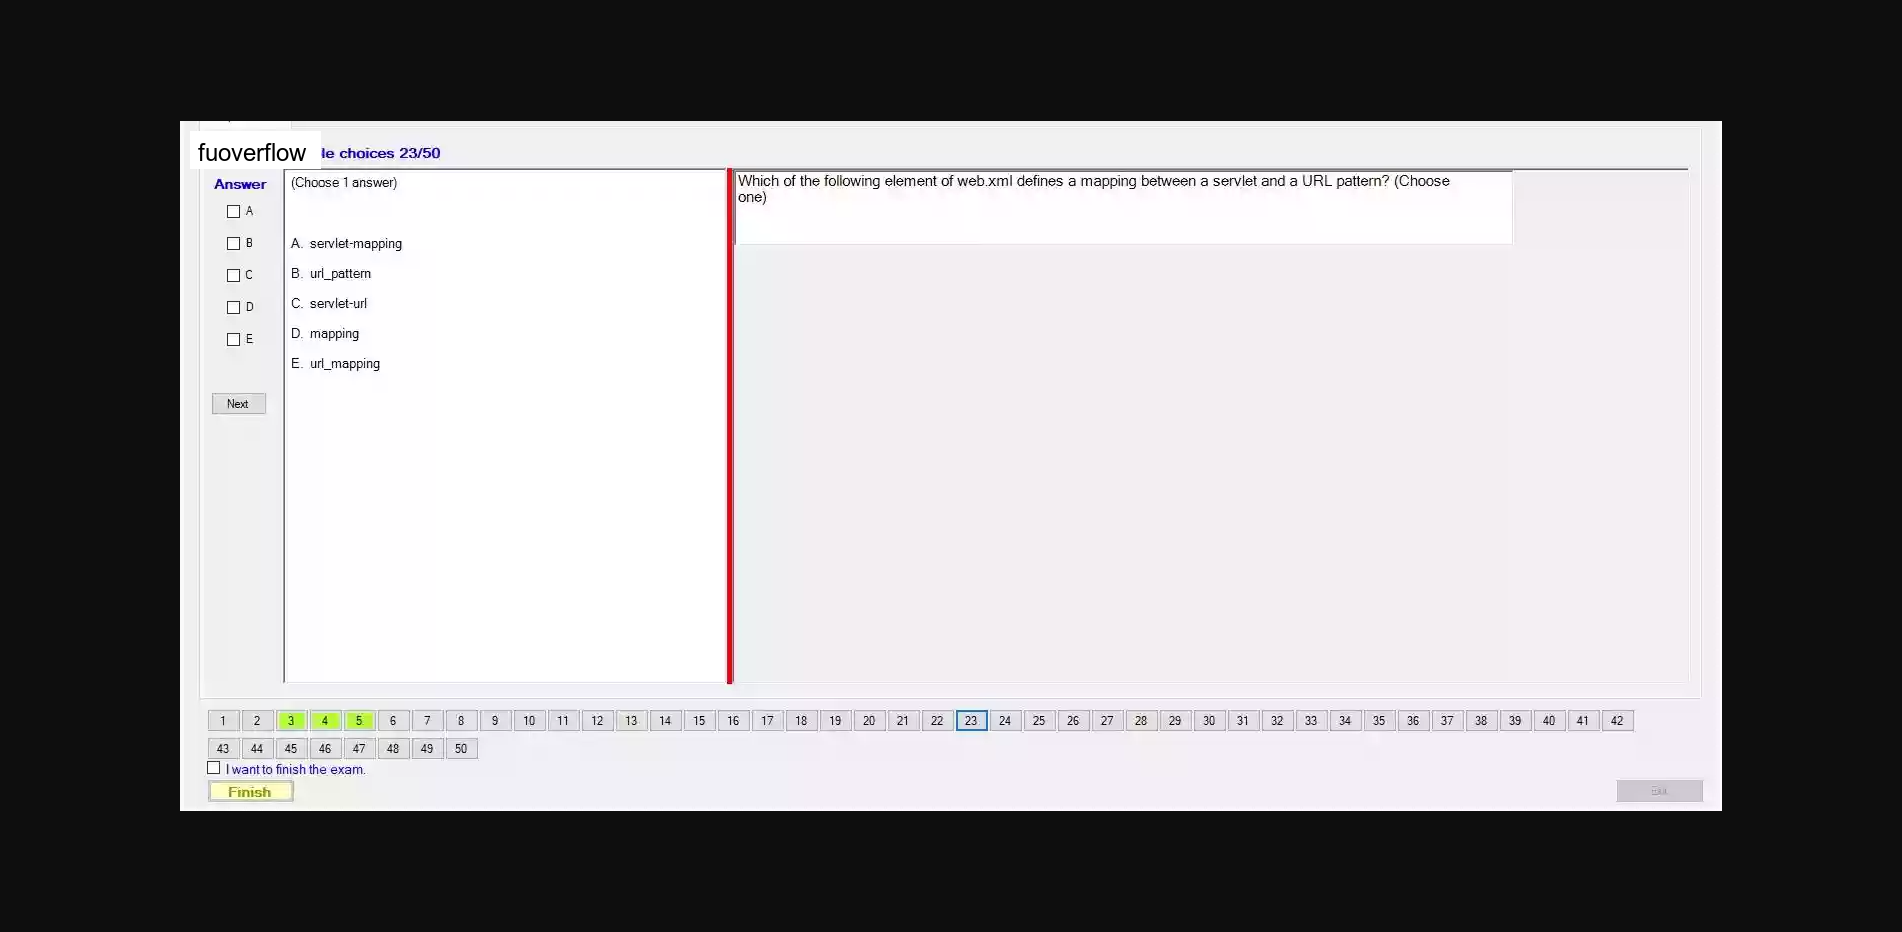 fuoverflow
le choices 23/50
Answer
(Choose 1 answer)
Which of the following element of web.xml defines a mapping between a servlet and a URL pattern? (Choose
one)
A
B
C
D
E
A. servlet-mapping
B. url_pattern
C. servlet-url
D. mapping
E. url_mapping
Next
1 2 3 4 5 6 7 8 9 10 11 12 13 14 15 16 17 18 19 20 21 22 23 24 25 26 27 28 29 30 31 32 33 34 35 36 37 38 39 40 41 42
43 44 45 46 47 48 49 50
I want to finish the exam.
Finish
Exit